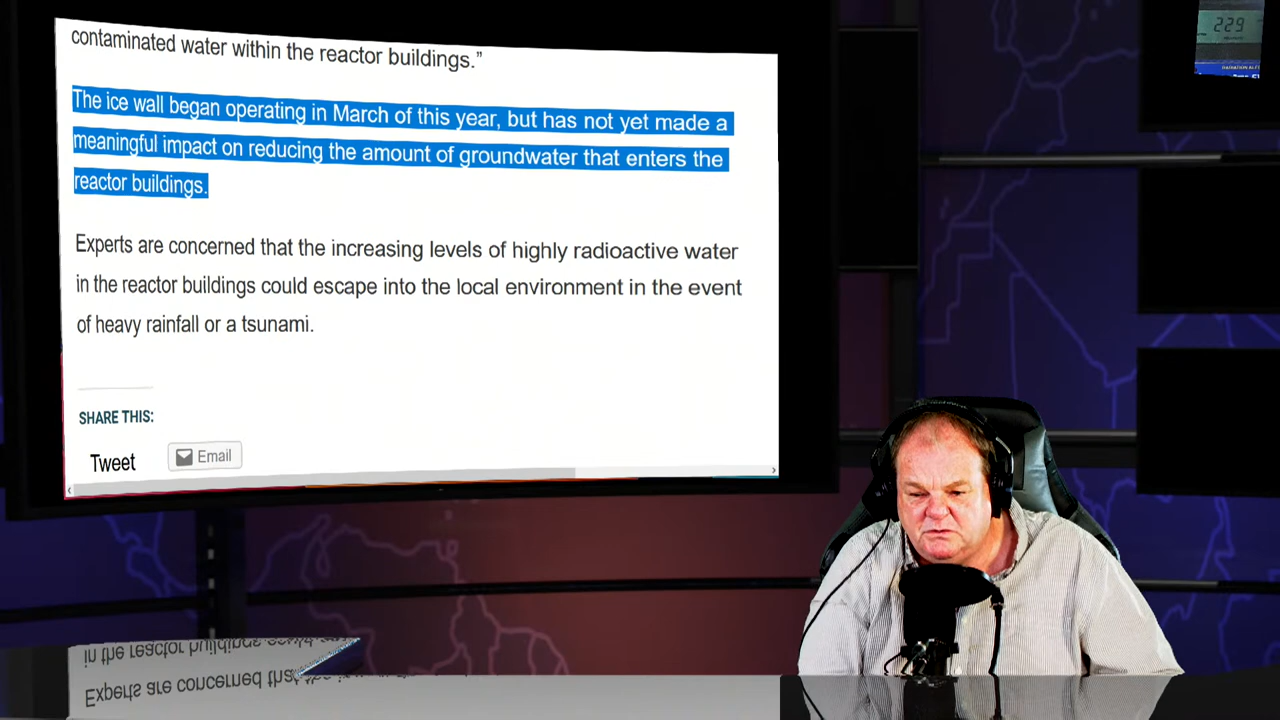 contaminated water within the reactor buildings.”
The ice wall began operating in March of this year, but has not yet made a
meaningful impact on reducing the amount of groundwater that enters the
reactor buildings.
Experts are concerned that the increasing levels of highly radioactive water
in the reactor buildings could escape into the local environment in the event
of heavy rainfall or a tsunami.
SHARE THIS:
Tweet
Email
229
in the reactor buildings could
Experts are concerned that the